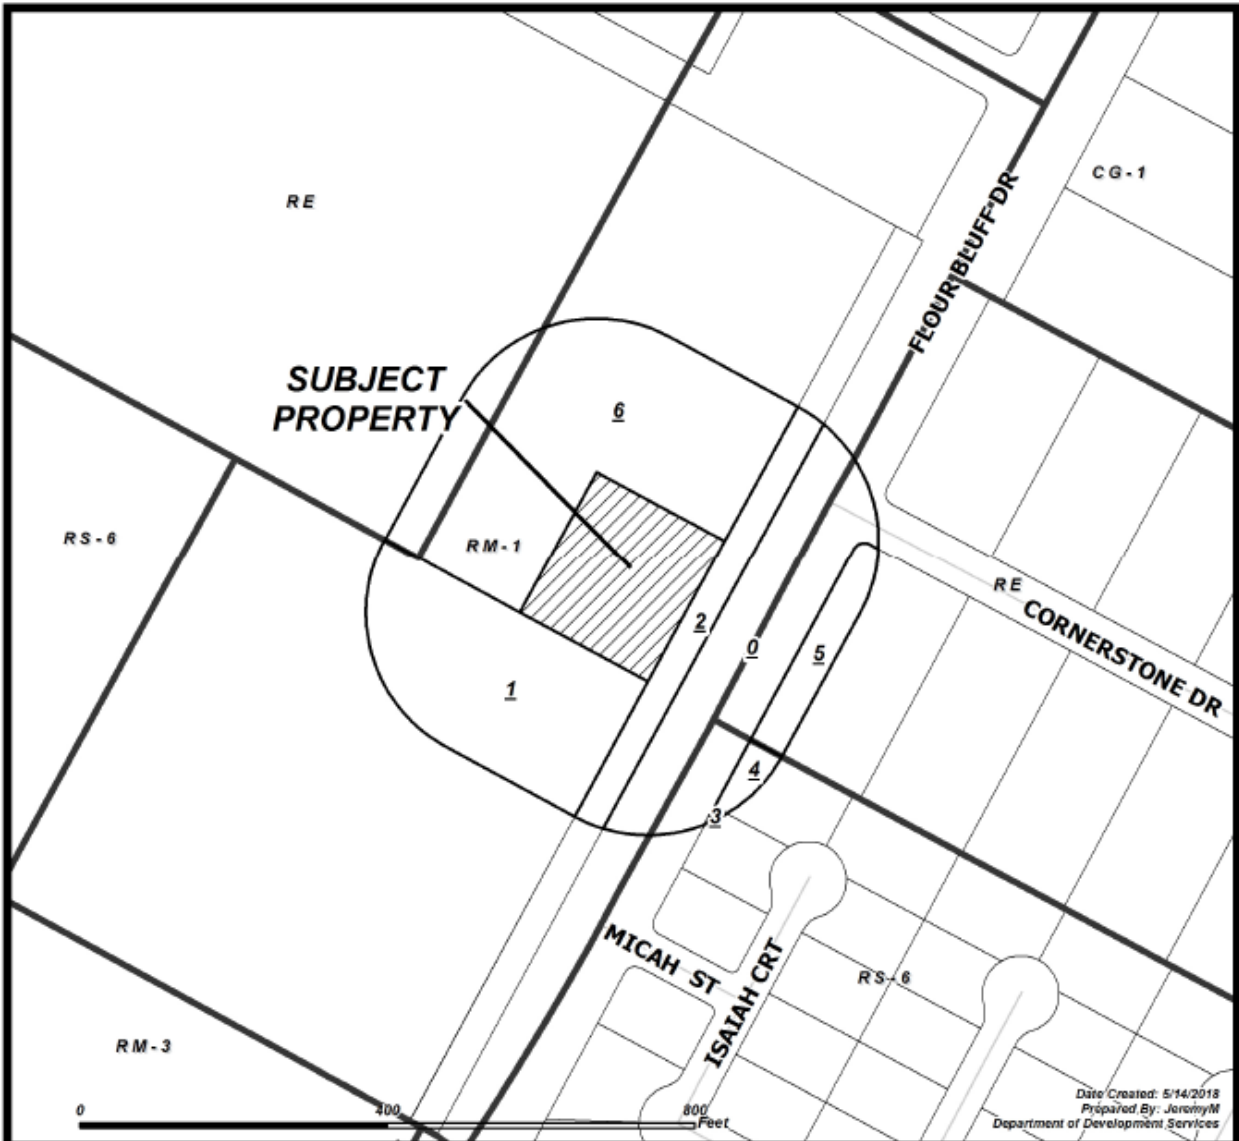 CG-1
RE
FLOUR BLUFF DR
SUBJECT
PROPERTY
6
RS-6
RM-1
RE
CORNERSTONE DR
2
0
5
1
4
3
MICAH ST
ISAIAH CRT
RS-6
RM-3
0 400 800
Feet
Date Created: 5/14/2018
Prepared By: JeremyM
Department of Development Services